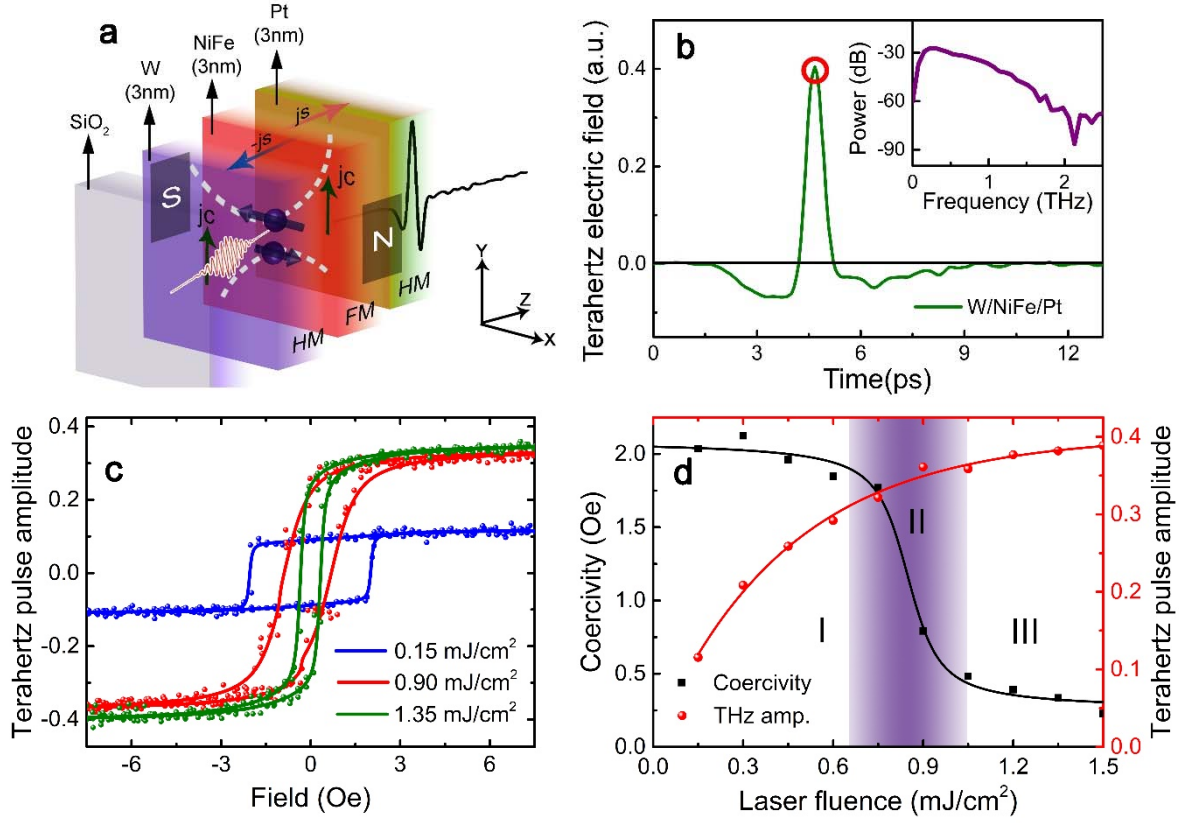 a
SiO₂
W
(3nm)
NiFe
(3nm)
Pt
(3nm)
js
-js
jc
jc
S
N
HM
FM
HM
Y
Z
X
b
Terahertz electric field (a.u.)
0.4
0.2
0.0
0
3
6
9
12
Time(ps)
W/NiFe/Pt
Power (dB)
-30
-60
-90
0
1
2
Frequency (THz)
c
Terahertz pulse amplitude
0.4
0.2
0.0
-0.2
-0.4
-6
-3
0
3
6
Field (Oe)
0.15 mJ/cm²
0.90 mJ/cm²
1.35 mJ/cm²
d
Coercivity (Oe)
2.0
1.5
1.0
0.5
0.0
0.0
0.3
0.6
0.9
1.2
1.5
Laser fluence (mJ/cm²)
I
II
III
Coercivity
THz amp.
0.4
0.3
0.2
0.1
0.0
Terahertz pulse amplitude